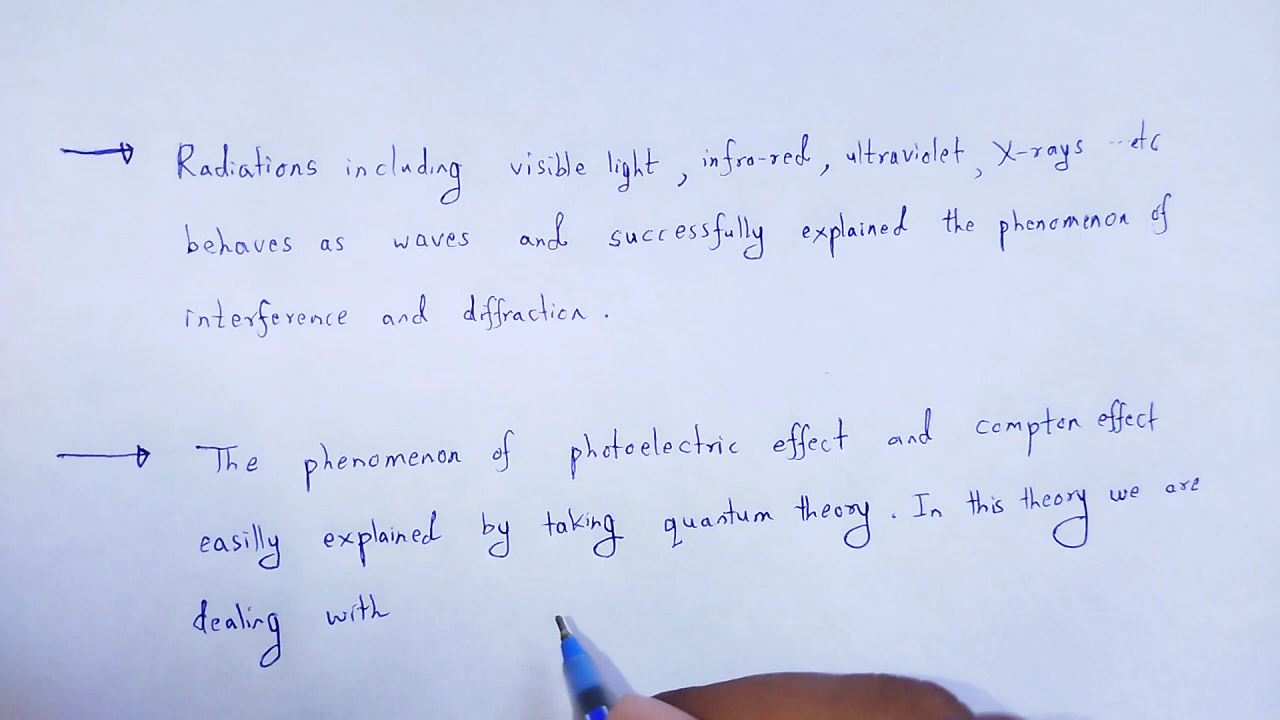 Radiations including visible light, infra-red, ultraviolet, X-rays ...etc
behaves as waves and successfully explained the phenomenon of
interference and diffraction.
The phenomenon of photoelectric effect and compton effect
easilly explained by taking quantum theory. In this theory we are
dealing with